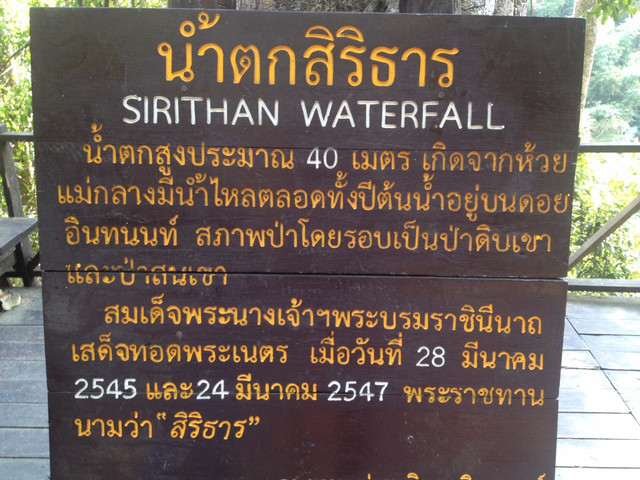 น้ำตกสิริธาร
SIRITHAN WATERFALL
น้ำตกสูงประมาณ 40 เมตร เกิดจากห้วย
แม่กลางมีน้ำไหลตลอดทั้งปีต้นน้ำอยู่บนดอย
อินทนนท์ สภาพป่าโดยรอบเป็นป่าดิบเขา
และป่าสนเขา
สมเด็จพระนางเจ้าฯพระบรมราชินีนาถ
เสด็จทอดพระเนตร เมื่อวันที่ 28 มีนาคม
2545 และ 24 มีนาคม 2547 พระราชทาน
นามว่า "สิริธาร"